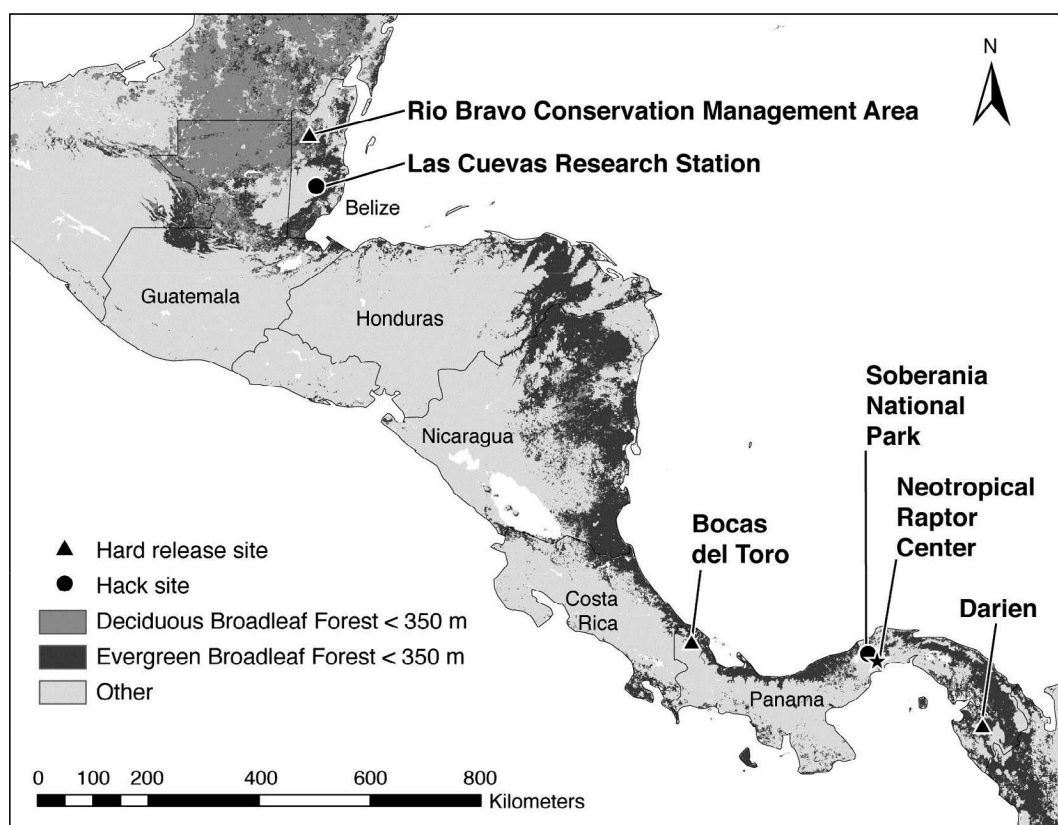 N
Rio Bravo Conservation Management Area
Las Cuevas Research Station
Belize
Guatemala
Honduras
Nicaragua
Soberania
National
Park
Neotropical
Raptor
Center
Bocas
del Toro
Darien
Costa
Rica
Panama
Hard release site
Hack site
Deciduous Broadleaf Forest < 350 m
Evergreen Broadleaf Forest < 350 m
Other
0 100 200 400 600 800
Kilometers